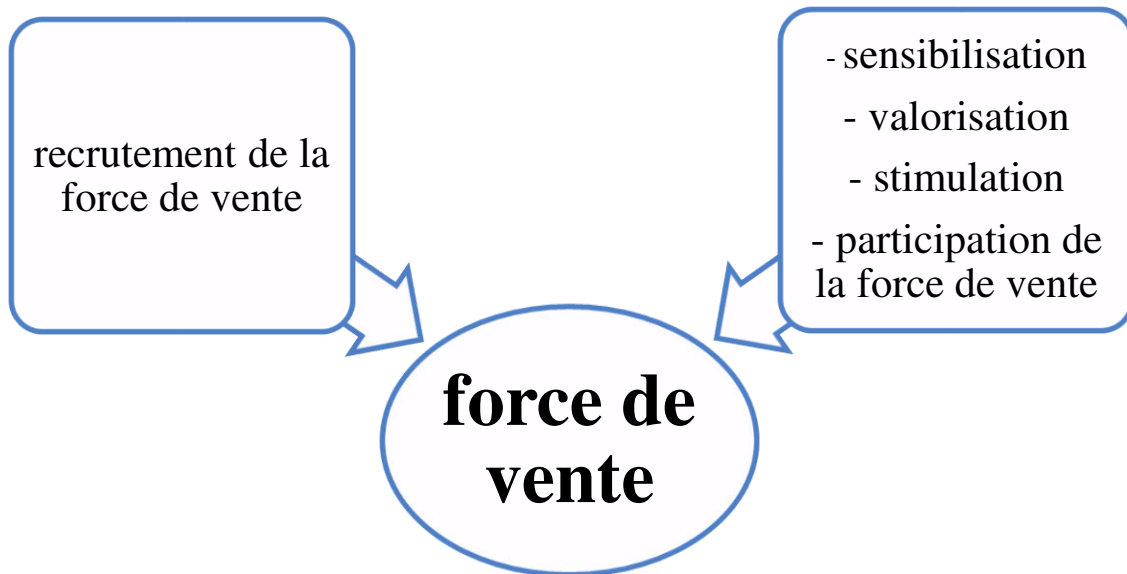 recrutement de la
force de vente
- sensibilisation
- valorisation
- stimulation
- participation de
la force de vente
force de
vente